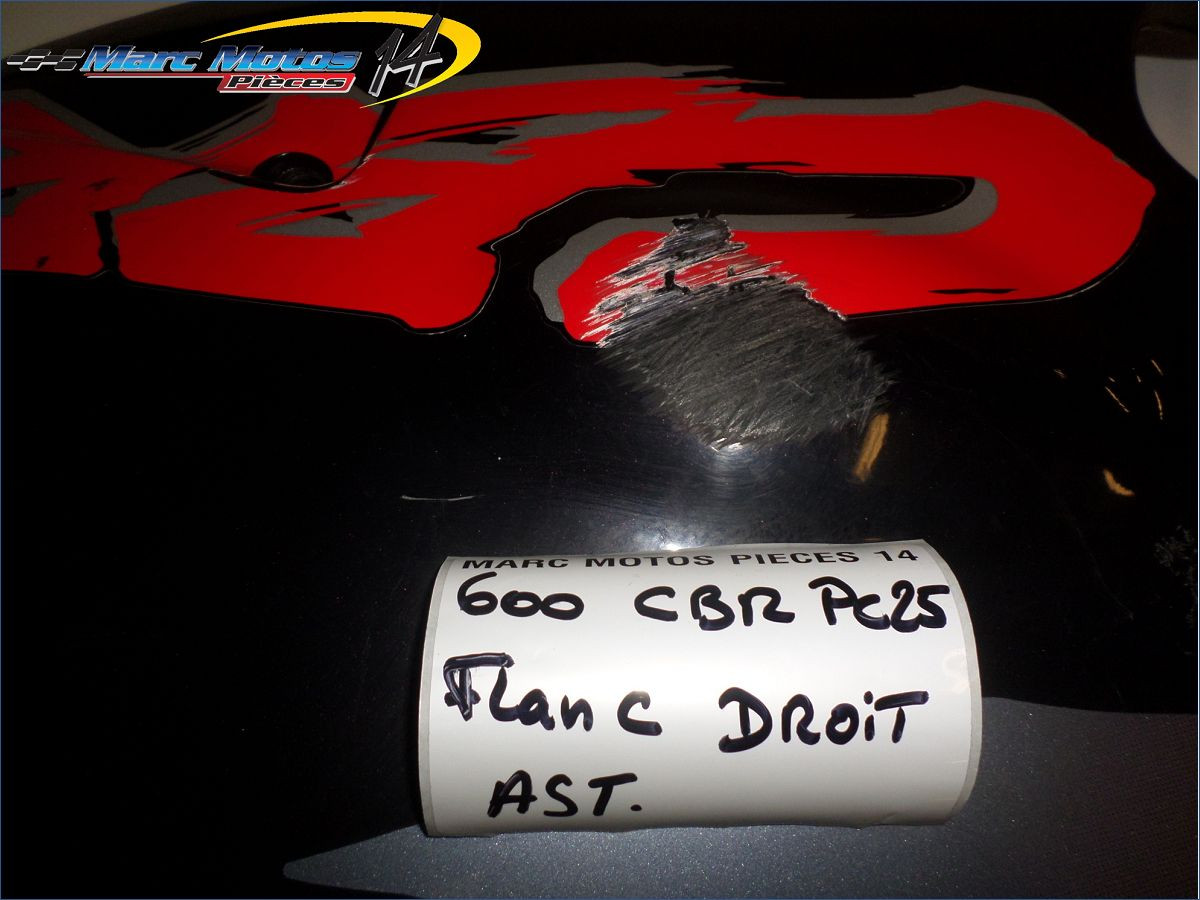 Marc Motos 14
Pièces
MARC MOTOS PIECES 14
600 CBR PC25
Flanc DROiT
AST.